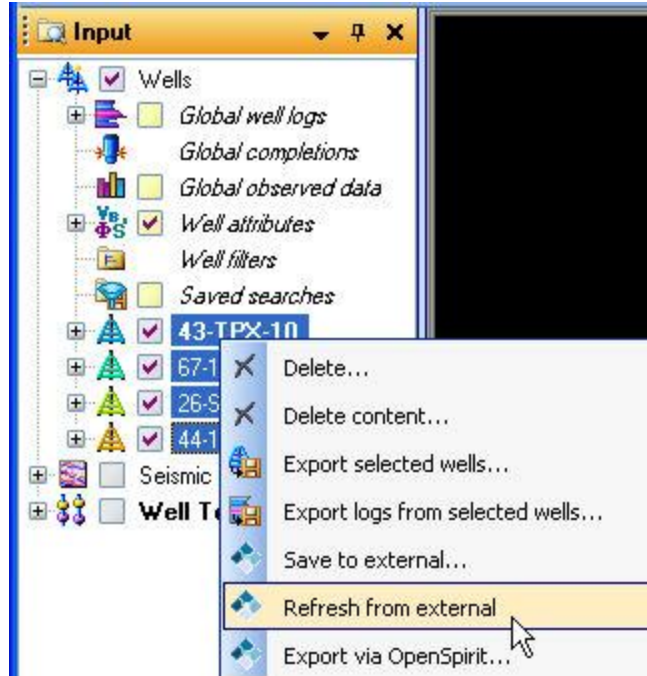 Input
Wells
Global well logs
Global completions
Global observed data
Well attributes
Well filters
Saved searches
43-TPX-10
67-1
26-S
44-1
Seismic
Well
Delete...
Delete content...
Export selected wells...
Export logs from selected wells...
Save to external...
Refresh from external
Export via OpenSpirit...